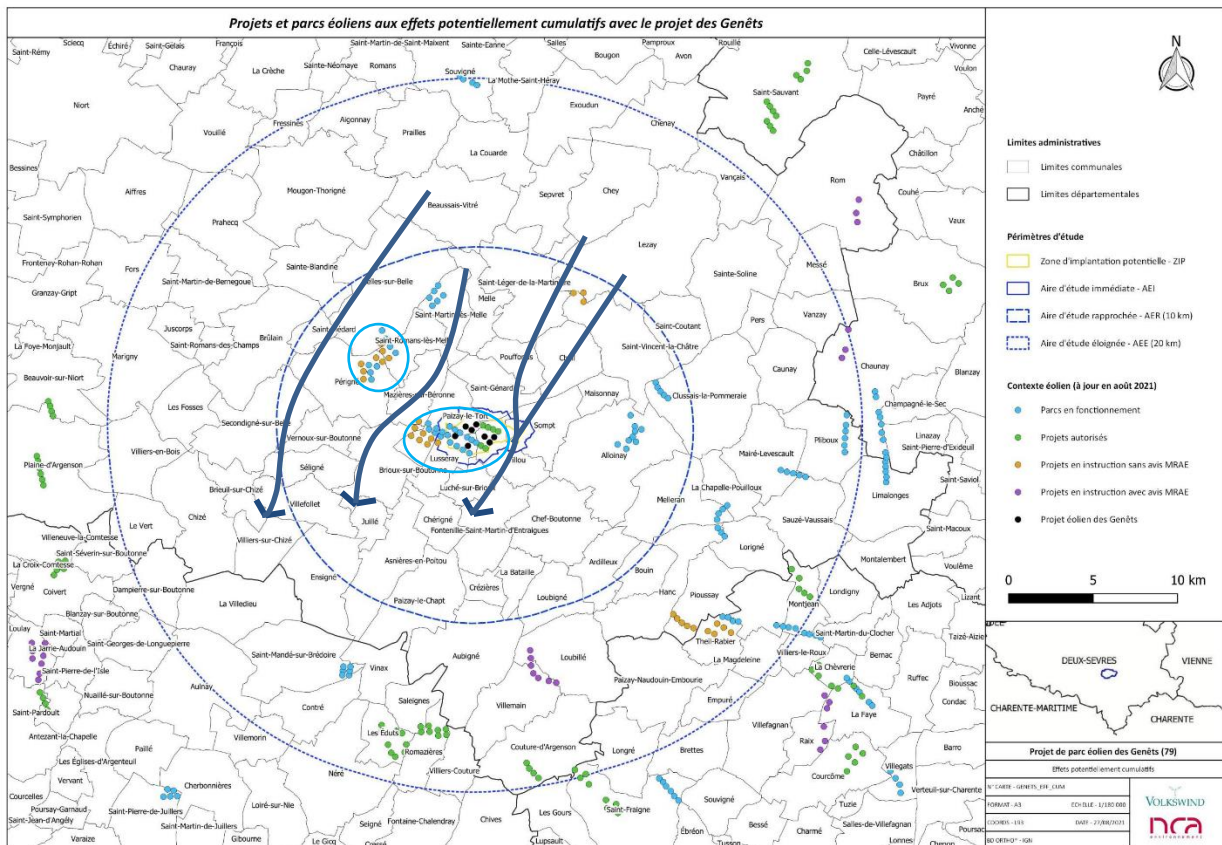 Projets et parcs éoliens aux effets potentiellement cumulatifs avec le projet des Genêts
Saint-Rémy
Sciecq
Échiré
Saint-Gelais
François
Saint-Martin-de-Saint-Maixent
Sainte-Eanne
Salles
Pamproux
Rouillé
Bougon
Avon
Celle-Lévescault
Vivonne
Voulon
Chauray
La Crèche
Sainte-Néomaye
Romans
Souvigné
La Mothe-Saint-Héray
Saint-Sauvant
Payré
Anché
Niort
Vouillé
Fressines
Aigonnay
Prailles
Exoudun
Chenay
La Couarde
Châtillon
Bessines
Aiffres
Mougon-Thorigné
Beaussais-Vitré
Sepvret
Chey
Vançais
Rom
Couhé
Vaux
Saint-Symphorien
Prahecq
Lezay
Frontenay-Rohan-Rohan
Fors
Sainte-Blandine
Messé
Granzay-Gript
Saint-Martin-de-Bernegoue
Celles-sur-Belle
Saint-Léger-de-la-Martinière
Melle
Sainte-Soline
Brux
Saint-Martin-lès-Melle
Juscorps
Brûlain
Saint-Médard
Saint-Coutant
Pers
Vanzay
Saint-Romans-des-Champs
Saint-Romans-lès-Melle
La Foye-Monjault
Marigny
Pouffonds
Saint-Vincent-la-Châtre
Caunay
Chaunay
Blanzay
Périgné
Saint-Génard
Maisonnay
Beauvoir-sur-Niort
Mazières-sur-Béronne
Clussais-la-Pommeraie
Champagné-le-Sec
Les Fosses
Secondigné-sur-Belle
Paizay-le-Tort
Sompt
Vernoux-sur-Boutonne
Pliboux
Linazay
Saint-Pierre-d'Exideuil
Villiers-en-Bois
Lusseray
Tillou
Alloinay
Mairé-Levescault
Plaine-d'Argenson
Séligné
Brioux-sur-Boutonne
La Chapelle-Pouilloux
Saint-Saviol
Brieuil-sur-Chizé
Villefollet
Luché-sur-Brioux
Melleran
Limalonges
Chizé
Juillé
Chérigné
Chef-Boutonne
Sauzé-Vaussais
Le Vert
Fontenille-Saint-Martin-d'Entraigues
Lorigné
Saint-Macoux
Villeneuve-la-Comtesse
Villiers-sur-Chizé
Saint-Séverin-sur-Boutonne
Asnières-en-Poitou
Ardilleux
Montalembert
Voulême
La Croix-Comtesse
Ensigné
La Bataille
Bouin
Vergné
Coivert
Dampierre-sur-Boutonne
Crézières
Hanc
Pioussay
Londigny
Lizant
La Villedieu
Paizay-le-Chapt
Loubigné
Montjean
Les Adjots
Blanzay-sur-Boutonne
Loulay
Saint-Martial
Theil-Rabier
Saint-Martin-du-Clocher
Taizé-Aizie
La Jarrie-Audouin
Saint-Georges-de-Longuepierre
Saint-Mandé-sur-Brédoire
Aubigné
Loubillé
Villiers-le-Roux
Bernac
Saint-Pierre-de-l'Isle
Vinax
La Magdeleine
La Chèvrerie
Ruffec
Bioussac
Nuaillé-sur-Boutonne
Aulnay
Contré
Saleignes
Paizay-Naudouin-Embourie
Empuré
Condac
Saint-Pardoult
Villemain
La Faye
Antezant-la-Chapelle
Villemorin
Les Éduts
Villefagnan
Raix
Paillé
Romazières
Couture-d'Argenson
Longré
Brettes
Barro
Les Églises-d'Argenteuil
Néré
Villiers-Couture
Courcôme
Villegats
Vervant
Courcelles
Cherbonnières
Verteuil-sur-Charente
Poursay-Garnaud
Saint-Pierre-de-Juillers
Loiré-sur-Nie
Les Gours
Saint-Fraigne
Souvigné
Tuzie
Saint-Jean-d'Angély
Saint-Martin-de-Juillers
Seigné
Fontaine-Chalendray
Chives
Bessé
Salles-de-Villefagnan
Varaize
Gibourne
Le Gicq
Lupsault
Ébréon
Charmé
Lonnes
Tusson
N
Limites administratives
Limites communales
Limites départementales
Périmètres d'étude
Zone d'implantation potentielle - ZIP
Aire d'étude immédiate - AEI
Aire d'étude rapprochée - AER (10 km)
Aire d'étude éloignée - AEE (20 km)
Contexte éolien (à jour en août 2021)
Parcs en fonctionnement
Projets autorisés
Projets en instruction sans avis MRAE
Projets en instruction avec avis MRAE
Projet éolien des Genêts
0 5 10 km
DEUX-SEVRES
VIENNE
CHARENTE-MARITIME
CHARENTE
Projet de parc éolien des Genêts (79)
Effets potentiellement cumulatifs
N°CARTE - GENETS_EFF_CUM
FORMAT - A3
ECHELLE - 1/180 000
COORDS - L93
DATE - 27/08/2021
BD ORTHO® - IGN
VOLKSWIND
nca
environnement